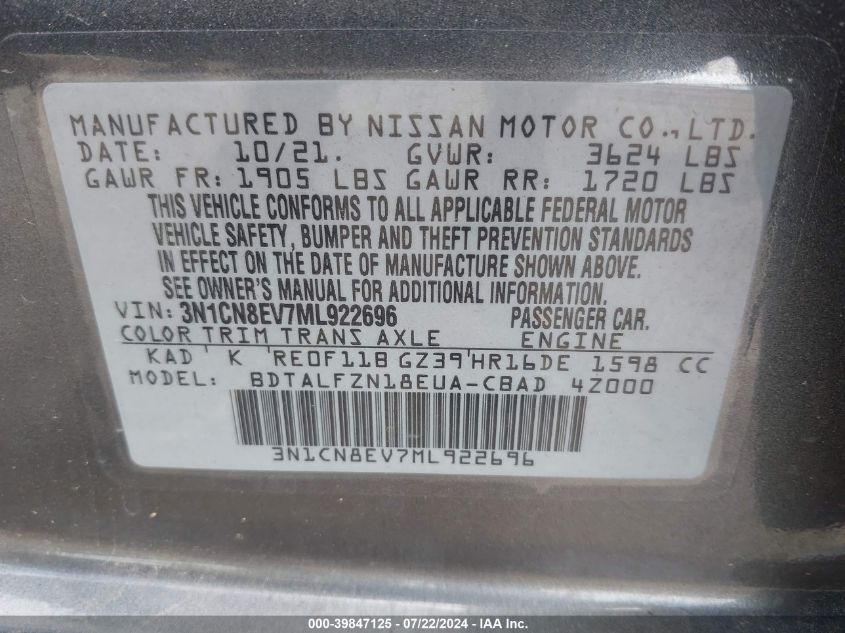 MANUFACTURED BY NISSAN MOTOR CO., LTD.
DATE: 10/21. GVWR: 3624 LBS
GAWR FR: 1905 LBS GAWR RR: 1720 LBS
THIS VEHICLE CONFORMS TO ALL APPLICABLE FEDERAL MOTOR
VEHICLE SAFETY, BUMPER AND THEFT PREVENTION STANDARDS
IN EFFECT ON THE DATE OF MANUFACTURE SHOWN ABOVE.
SEE OWNER'S MANUAL FOR ADDITIONAL INFORMATION.
VIN: 3N1CN8EV7ML922696 PASSENGER CAR.
COLOR TRIM TRANS AXLE ENGINE
KAD K RE0F11B GZ39 HR16DE 1598 CC
MODEL: BDTALFZN18EUA-CBAD 4Z000
3N1CN8EV7ML922696
000-39847125 - 07/22/2024 - IAA Inc.